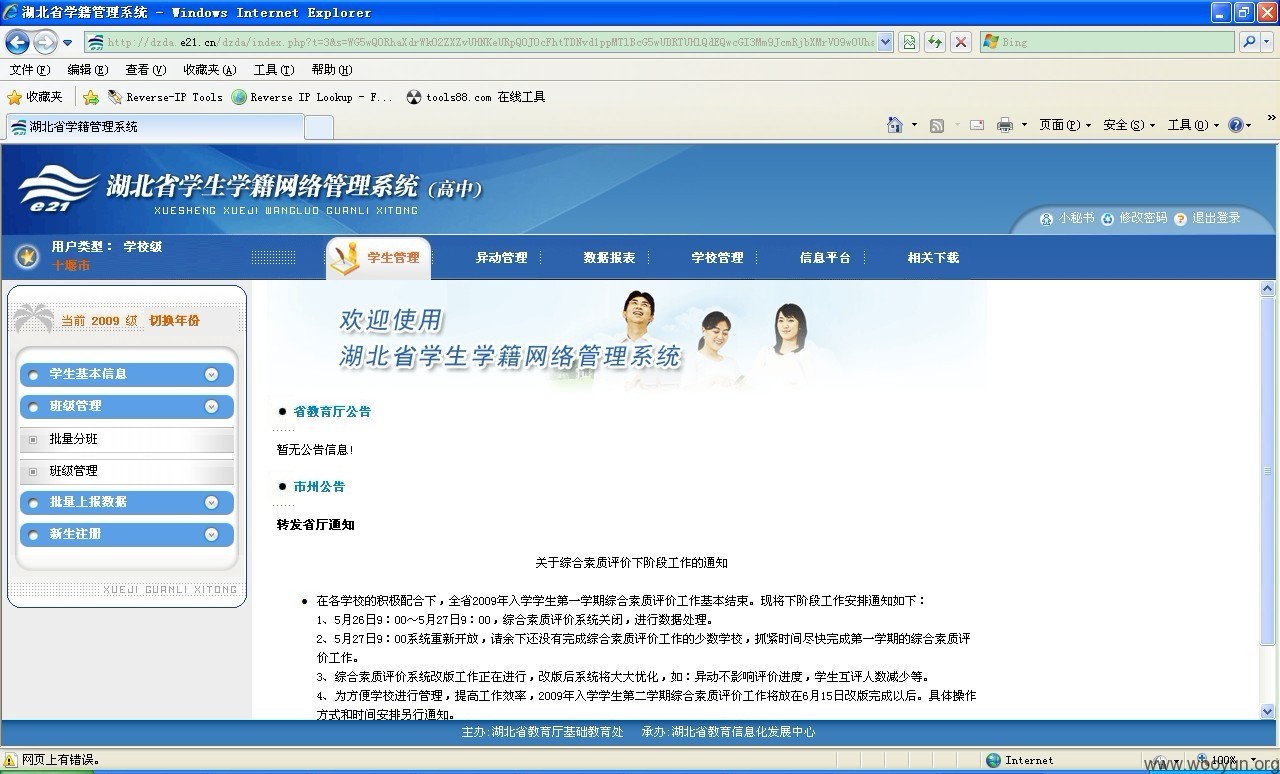 湖北省学籍管理系统 - Windows Internet Explorer
Bing
文件(F) 编辑(E) 查看(V) 收藏夹(A) 工具(T) 帮助(H)
收藏夹 Reverse-IP Tools Reverse IP Lookup - F... tools88.com 在线工具
湖北省学籍管理系统 页面(P) 安全(S) 工具(O) »
e21 湖北省学生学籍网络管理系统(高中)
XUESHENG XUEJI WANGLUO GUANLI XITONG
小秘书 修改密码 退出登录
用户类型: 学校级
十堰市
学生管理 异动管理 数据报表 学校管理 信息平台 相关下载
当前 2009 级 切换年份
学生基本信息
班级管理
批量分班
班级管理
批量上报数据
新生注册
XUEJI GUANLI XITONG
欢迎使用
湖北省学生学籍网络管理系统
● 省教育厅公告
......
暂无公告信息!
● 市州公告
......
转发省厅通知
关于综合素质评价下阶段工作的通知
• 在各学校的积极配合下,全省2009年入学学生第一学期综合素质评价工作基本结束。现将下阶段工作安排通知如下:
1、5月26日9:00～5月27日9:00,综合素质评价系统关闭,进行数据处理。
2、5月27日9:00系统重新开放,请余下还没有完成综合素质评价工作的少数学校,抓紧时间尽快完成第一学期的综合素质评
价工作。
3、综合素质评价系统改版工作正在进行,改版后系统将大大优化,如:异动不影响评价进度,学生互评人数减少等。
4、为方便学校进行管理,提高工作效率,2009年入学学生第二学期综合素质评价工作将放在6月15日改版完成以后。具体操作
方式和时间安排另行通知。
主办:湖北省教育厅基础教育处 承办:湖北省教育信息化发展中心
网页上有错误。 Internet 100%
www.wooyun.org